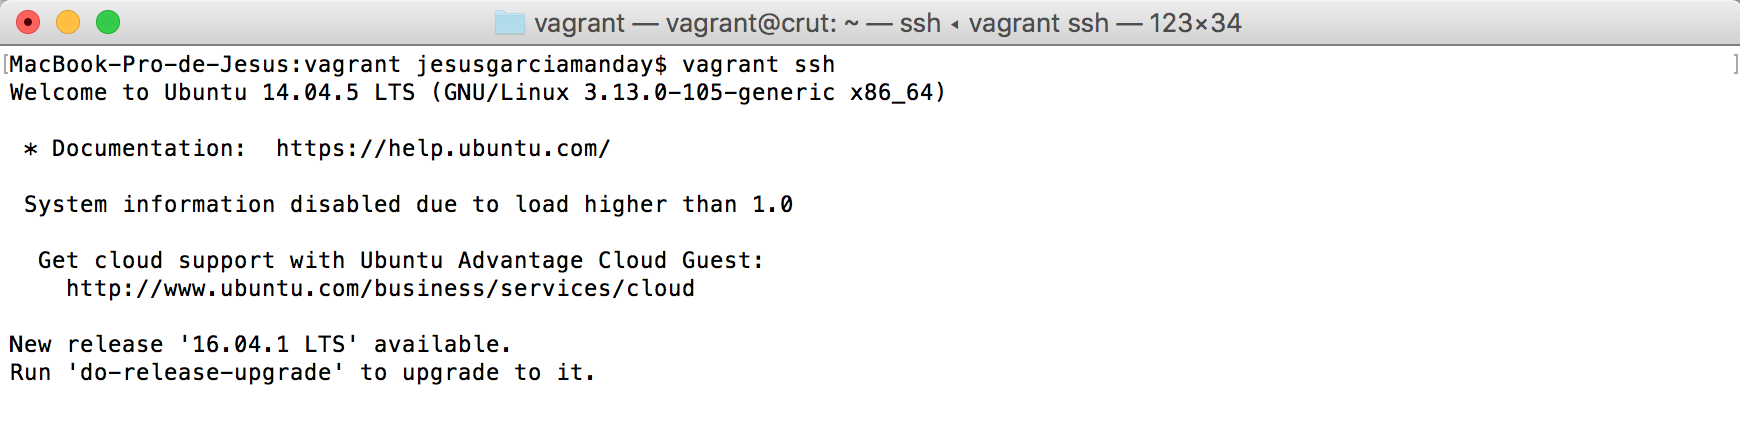 vagrant — vagrant@crut: ~ — ssh ◂ vagrant ssh — 123×34
[MacBook-Pro-de-Jesus:vagrant jesusgarciamanday$ vagrant ssh ]
Welcome to Ubuntu 14.04.5 LTS (GNU/Linux 3.13.0-105-generic x86_64)
* Documentation:  https://help.ubuntu.com/
System information disabled due to load higher than 1.0
Get cloud support with Ubuntu Advantage Cloud Guest:
http://www.ubuntu.com/business/services/cloud
New release '16.04.1 LTS' available.
Run 'do-release-upgrade' to upgrade to it.